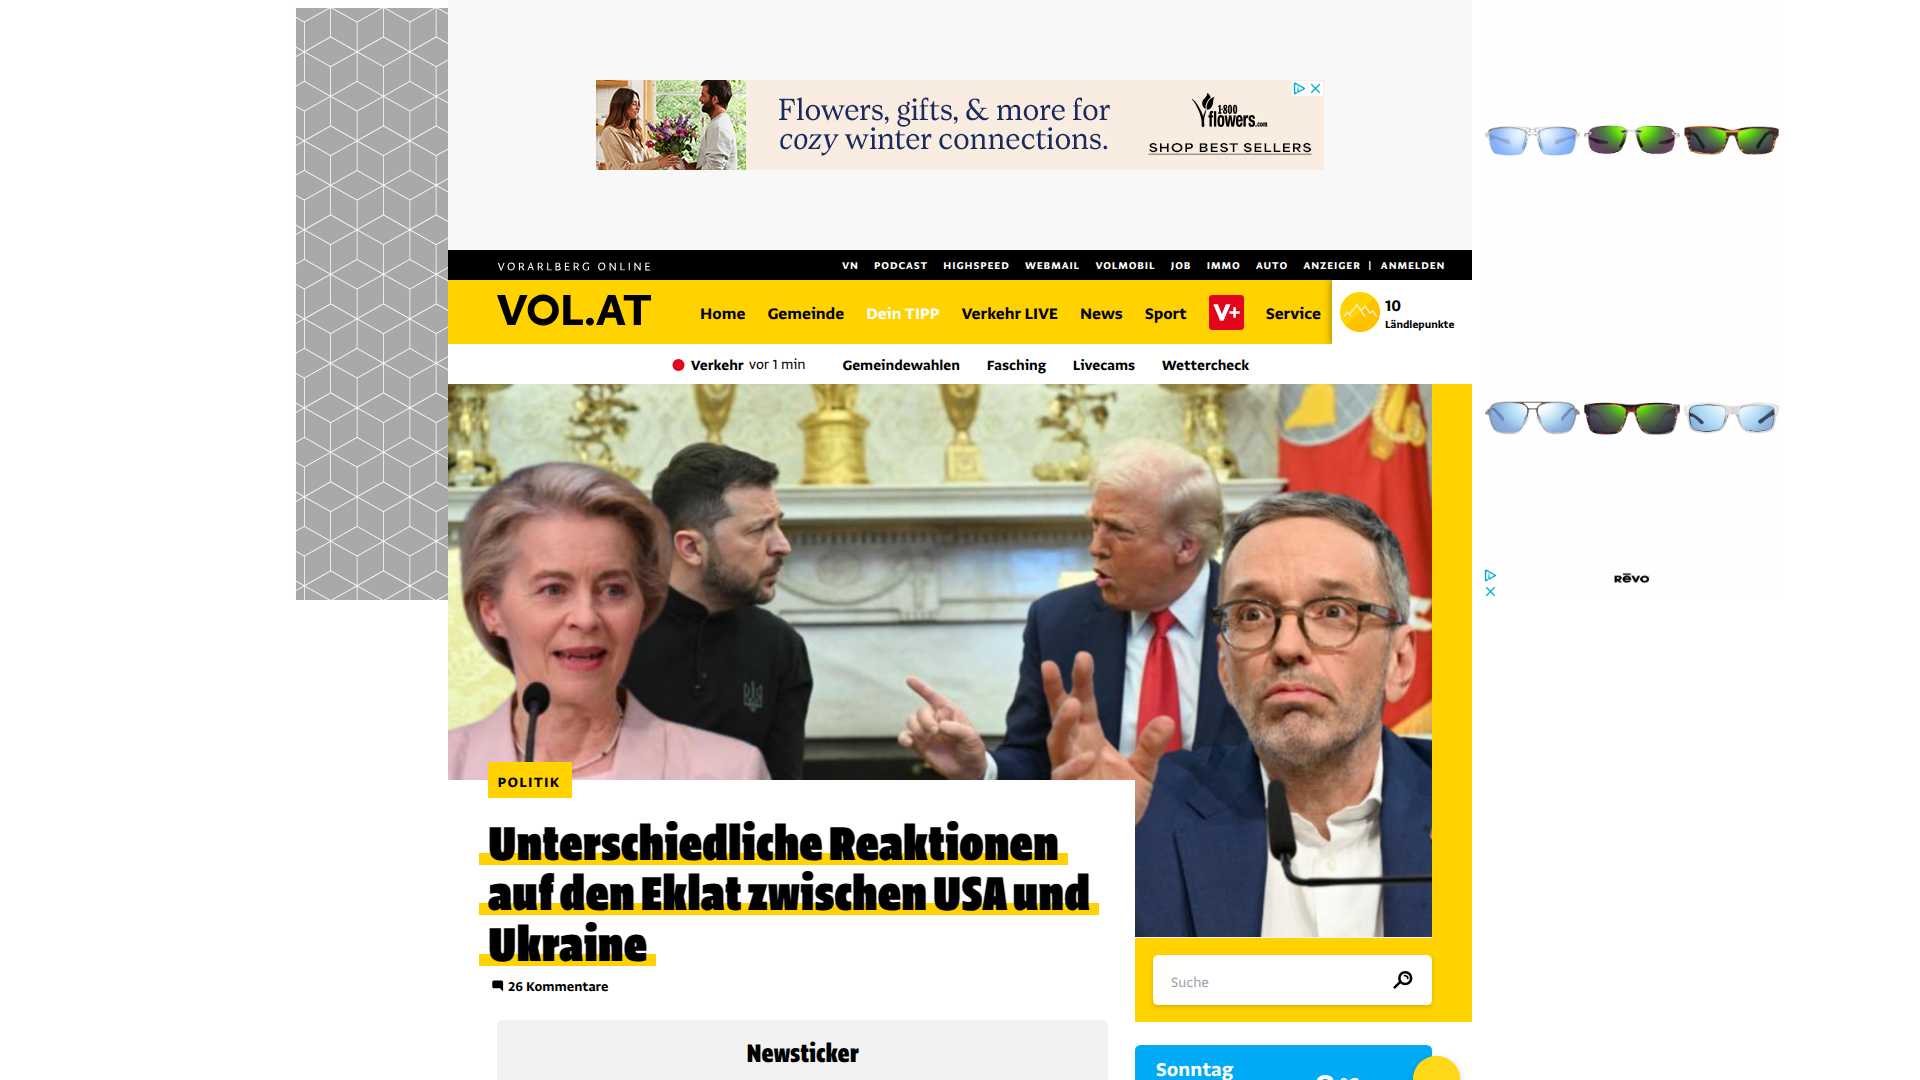 Flowers, gifts, & more for
cozy winter connections.
1-800
flowers.com
SHOP BEST SELLERS
VORARLBERG ONLINE
VN PODCAST HIGHSPEED WEBMAIL VOLMOBIL JOB IMMO AUTO ANZEIGER | ANMELDEN
VOL.AT
Home Gemeinde Dein TIPP Verkehr LIVE News Sport V+ Service
10
Ländlepunkte
Verkehr vor 1 min Gemeindewahlen Fasching Livecams Wettercheck
REVO
POLITIK
Unterschiedliche Reaktionen
auf den Eklat zwischen USA und
Ukraine
26 Kommentare
Suche
Newsticker
Sonntag